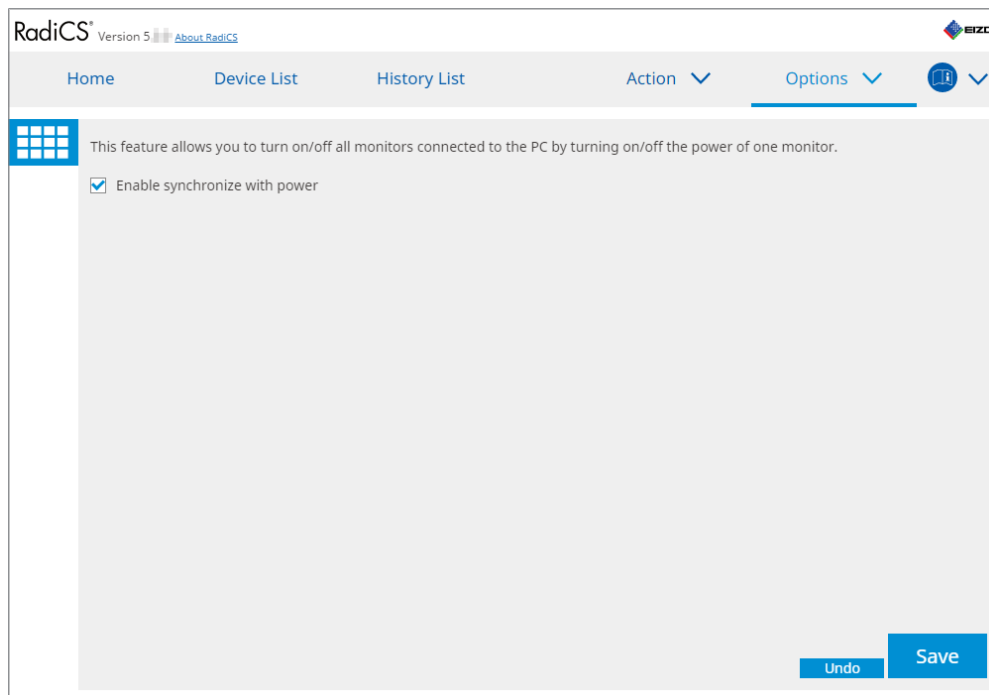 RadiCS® Version 5. About RadiCS
Home Device List History List Action Options
This feature allows you to turn on/off all monitors connected to the PC by turning on/off the power of one monitor.
Enable synchronize with power
Save
Undo